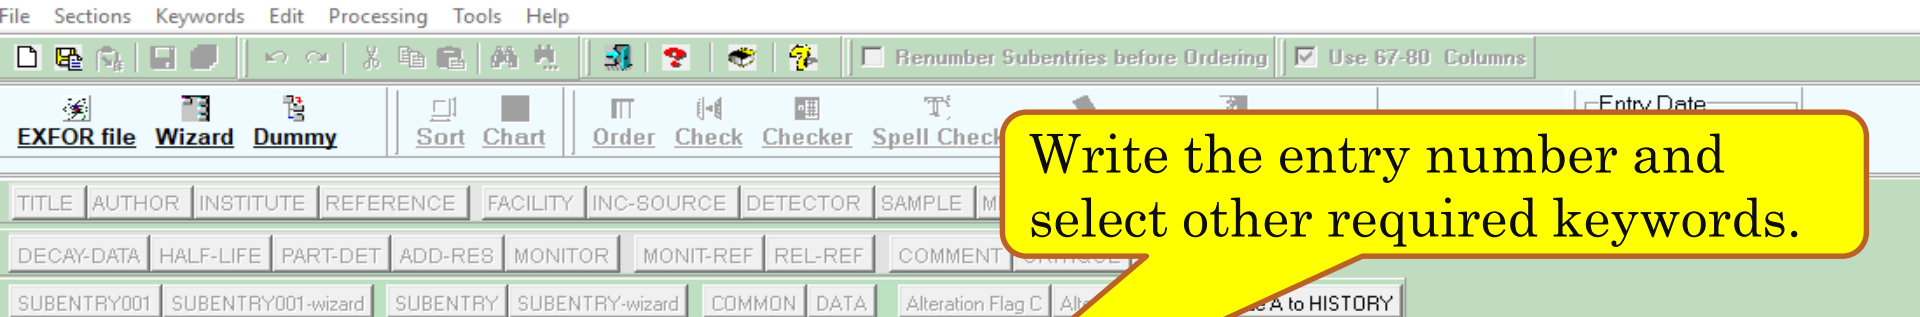 File Sections Keywords Edit Processing Tools Help
Renumber Subentries before Ordering Use 67-80 Columns
Entry Date
EXFOR file Wizard Dummy Sort Chart Order Check Checker Spell Chec
Write the entry number and
select other required keywords.
TITLE AUTHOR INSTITUTE REFERENCE FACILITY INC-SOURCE DETECTOR SAMPLE M
DECAY-DATA HALF-LIFE PART-DET ADD-RES MONITOR MONIT-REF REL-REF COMMENT CRITIQUE
SUBENTRY001 SUBENTRY001-wizard SUBENTRY SUBENTRY-wizard COMMON DATA Alteration Flag C Alte A to HISTORY